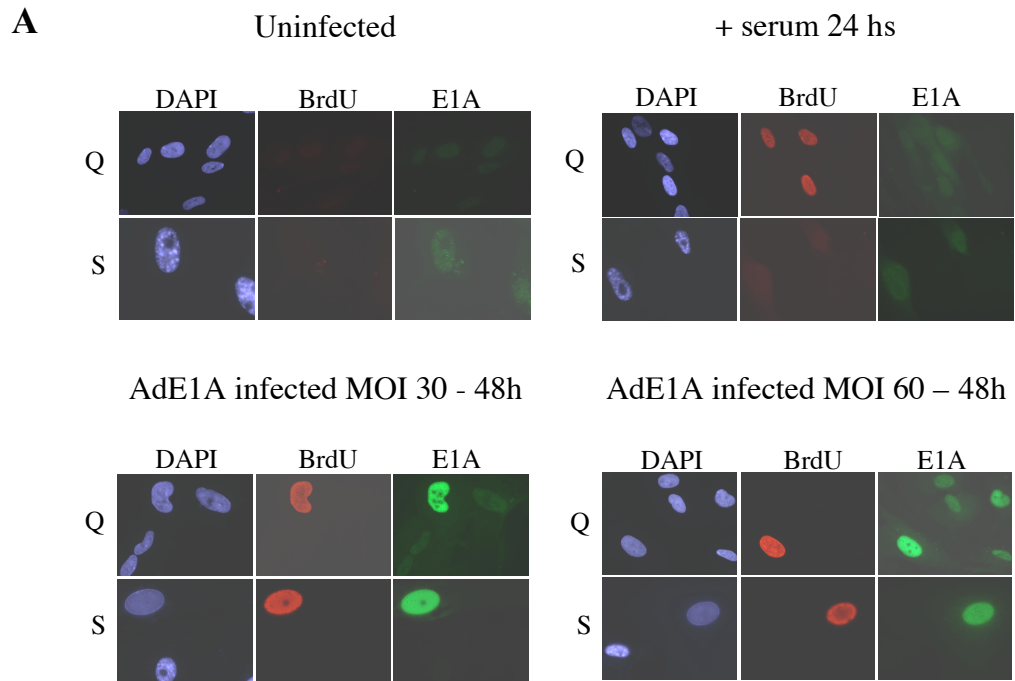 A
Uninfected
+ serum 24 hs
DAPI BrdU E1A
DAPI BrdU E1A
Q
Q
S
S
AdE1A infected MOI 30 - 48h
AdE1A infected MOI 60 – 48h
DAPI BrdU E1A
DAPI BrdU E1A
Q
Q
S
S